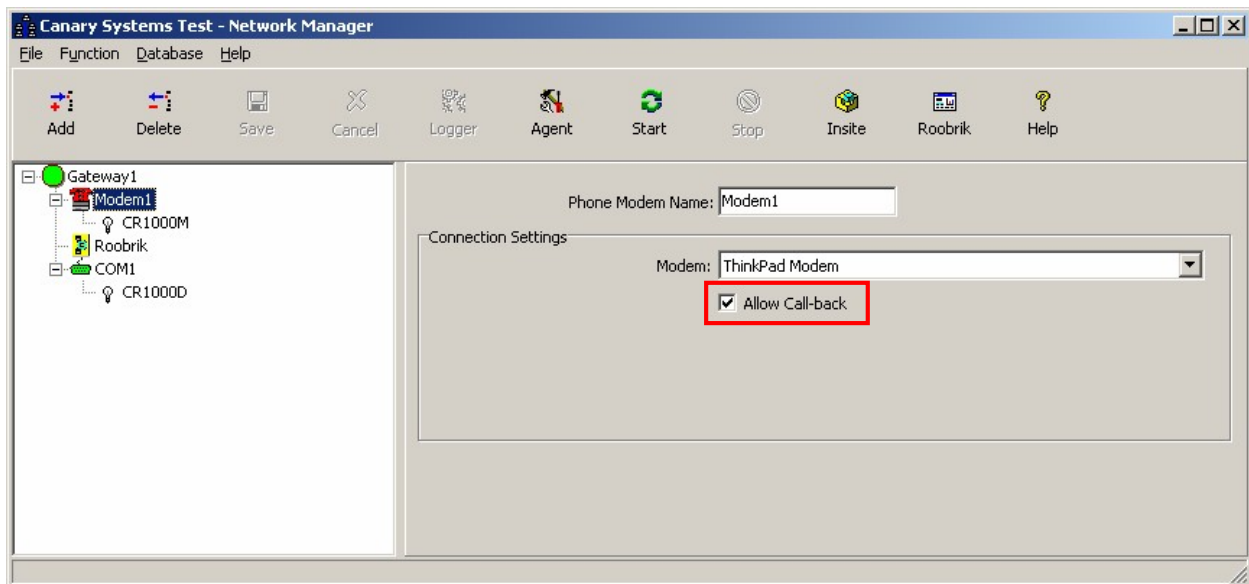 Canary Systems Test - Network Manager
File Function Database Help
Add Delete Save Cancel Logger Agent Start Stop Insite Roobrik Help
Gateway1
Modem1
CR1000M
Roobrik
COM1
CR1000D
Phone Modem Name: Modem1
Connection Settings
Modem: ThinkPad Modem
Allow Call-back